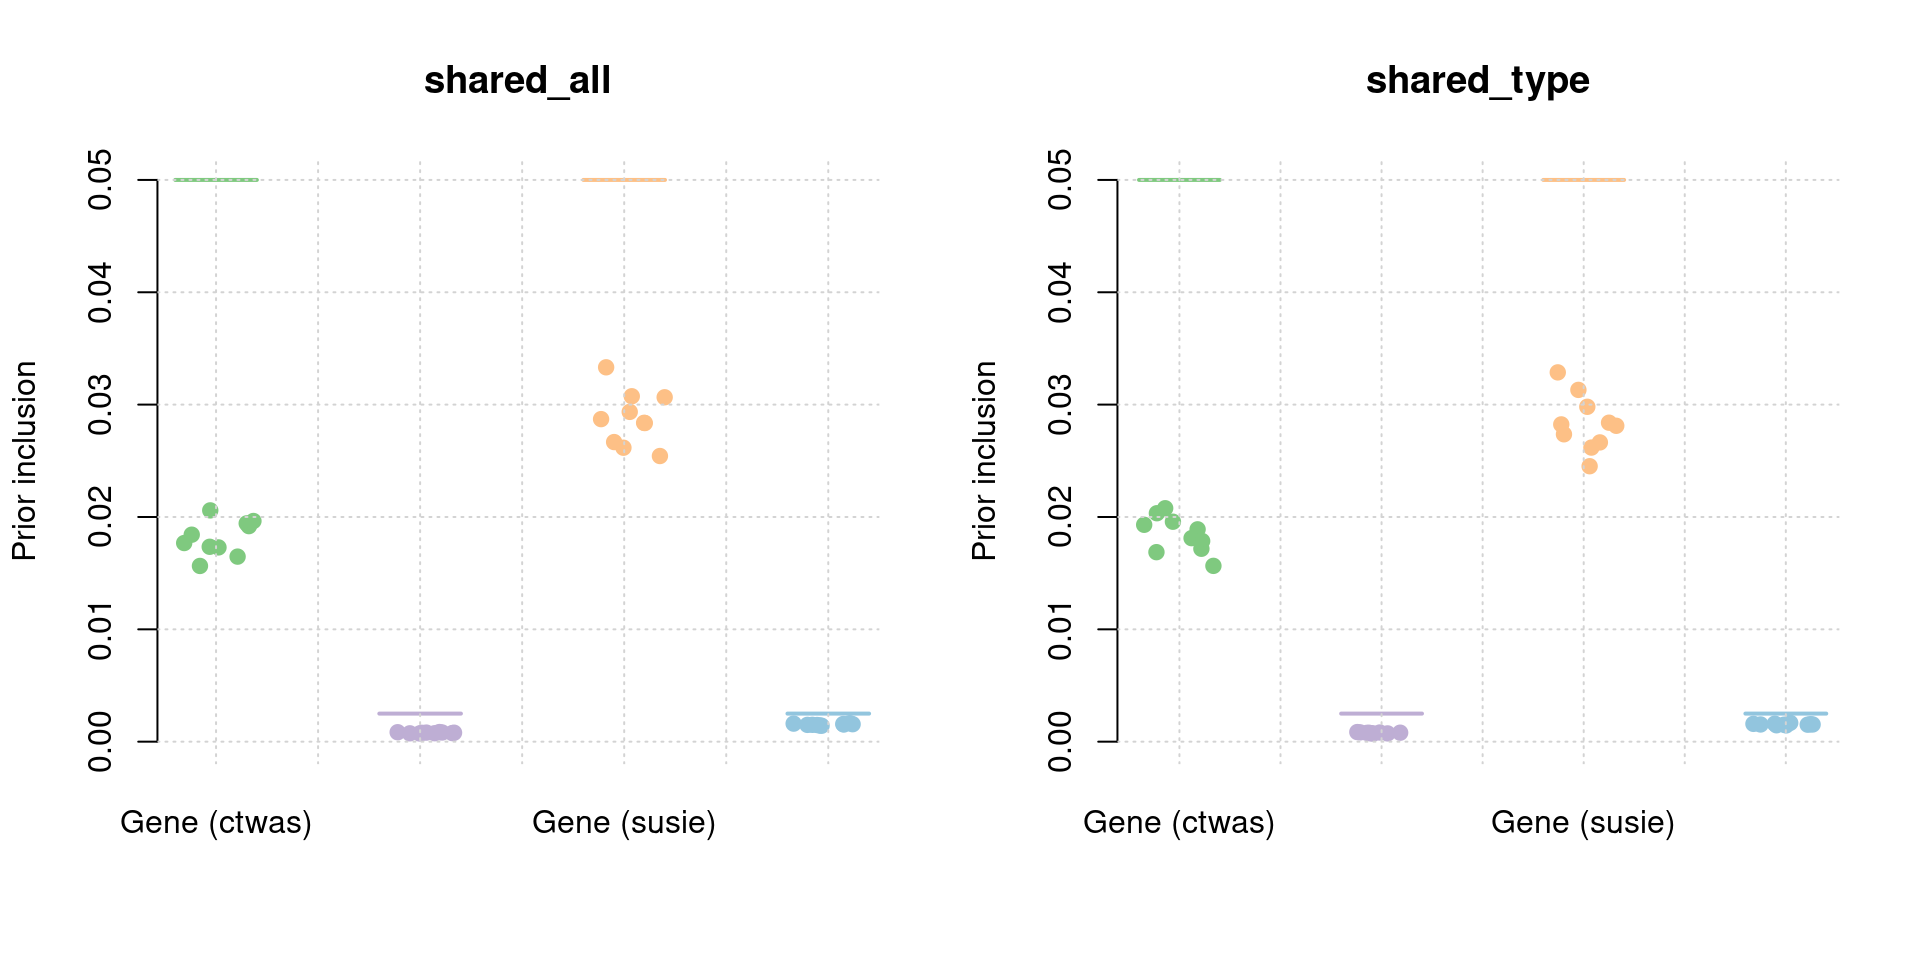 shared_all
Prior inclusion
0.05
0.04
0.03
0.02
0.01
0.00
Gene (ctwas)
Gene (susie)
shared_type
Prior inclusion
0.05
0.04
0.03
0.02
0.01
0.00
Gene (ctwas)
Gene (susie)